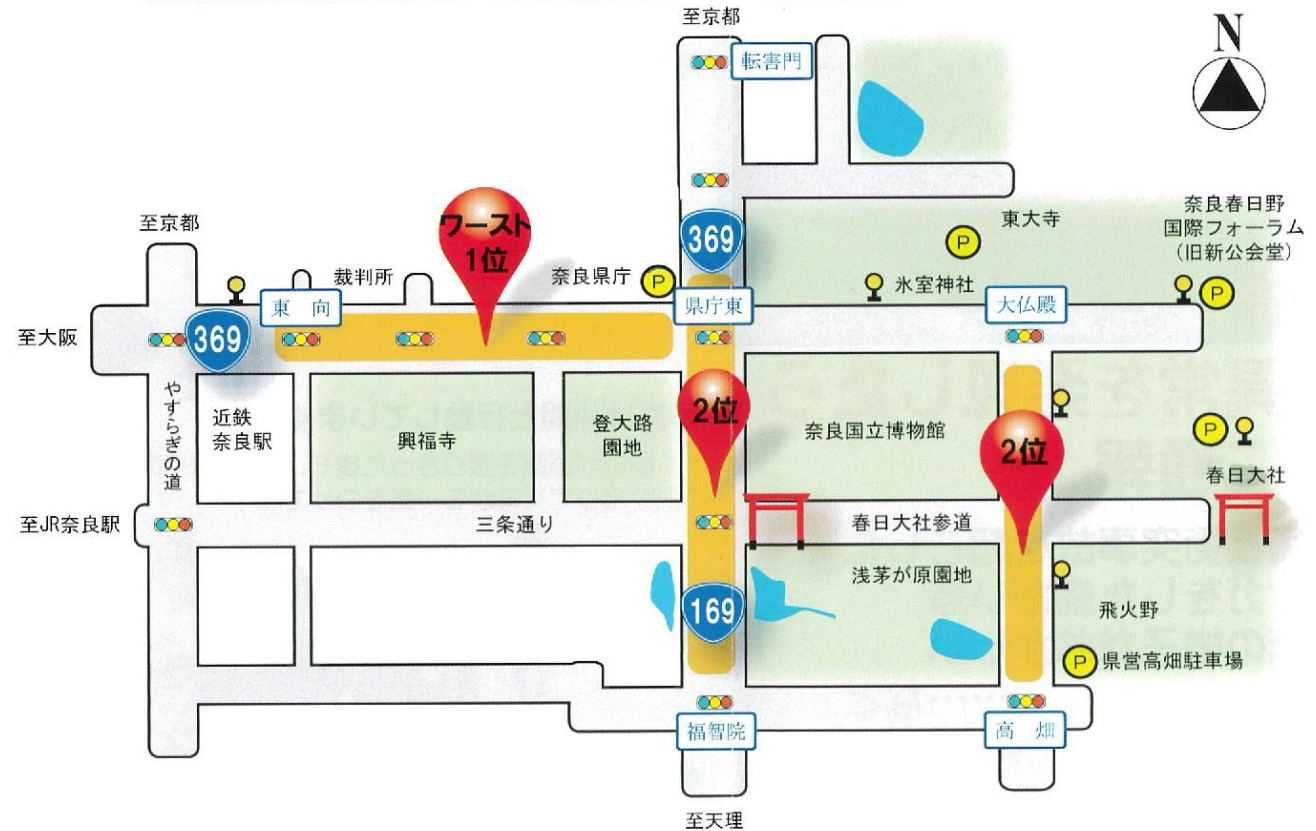 至京都
転害門
N
至京都
ワースト
1位
369
東大寺
奈良春日野
国際フォーラム
(旧新公会堂)
P
裁判所
奈良県庁
P
氷室神社
P
東 向
県庁東
大仏殿
至大阪
369
やすらぎの道
近鉄
奈良駅
興福寺
登大路
園地
2位
奈良国立博物館
2位
P
春日大社
至JR奈良駅
三条通り
春日大社参道
浅茅が原園地
169
飛火野
P
県営高畑駐車場
福智院
高 畑
至天理